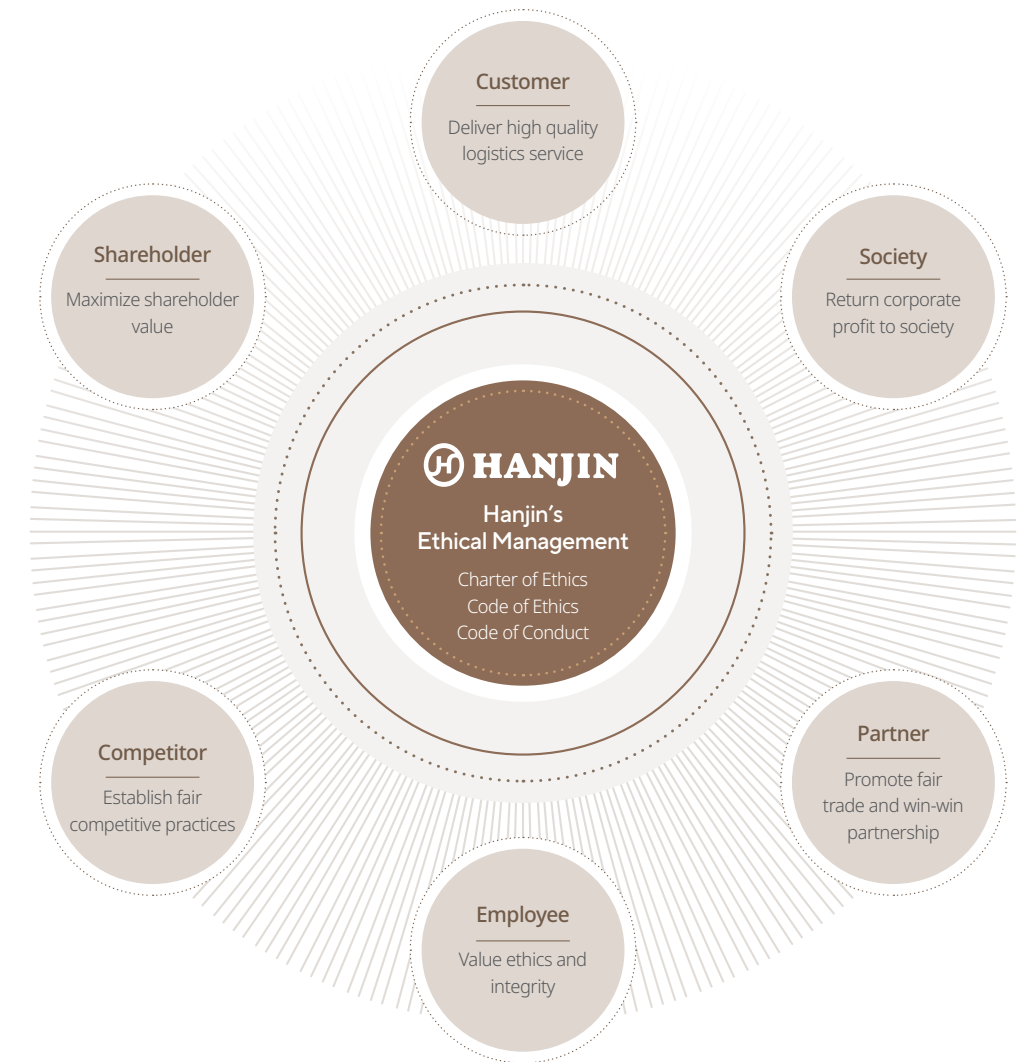 Customer
Deliver high quality
logistics service
Shareholder
Maximize shareholder
value
Society
Return corporate
profit to society
HANJIN
Hanjin’s
Ethical Management
Charter of Ethics
Code of Ethics
Code of Conduct
Competitor
Establish fair
competitive practices
Partner
Promote fair
trade and win-win
partnership
Employee
Value ethics and
integrity